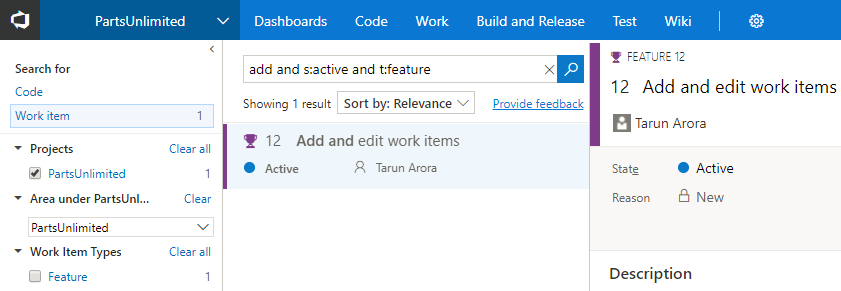 PartsUnlimited Dashboards Code Work Build and Release Test Wiki
Search for
Code
Work item 1
Projects Clear all
PartsUnlimited 1
Area under PartsUnl... Clear
PartsUnlimited
Work Item Types Clear all
Feature 1
add and s:active and t:feature
Showing 1 result Sort by: Relevance Provide feedback
12 Add and edit work items
Active Tarun Arora
FEATURE 12
12 Add and edit work items
Tarun Arora
State Active
Reason New
Description